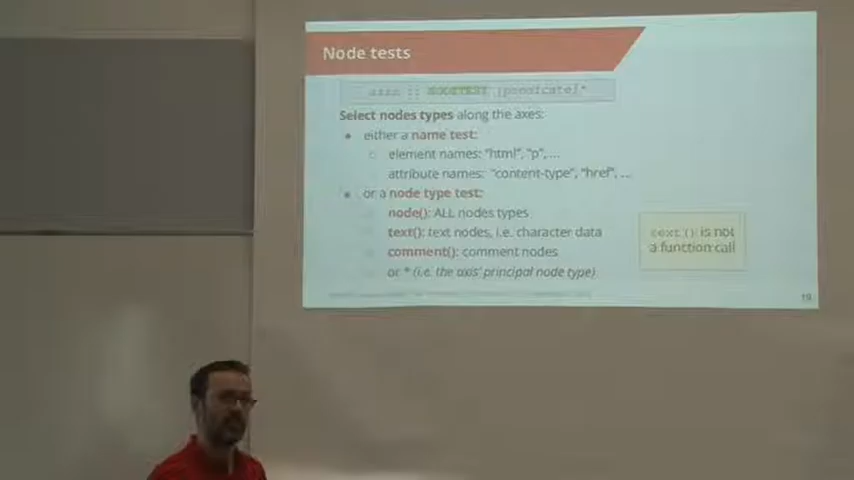 Node tests
axis :: NODETEST [predicate]*
Select nodes types along the axes:
either a name test:
element names: "html", "p", ...
attribute names: "content-type", "href", ...
or a node type test:
node(): ALL nodes types
text(): text nodes, i.e. character data
comment(): comment nodes
or * (i.e. the axis' principal node type)
text() is not
a function call
19